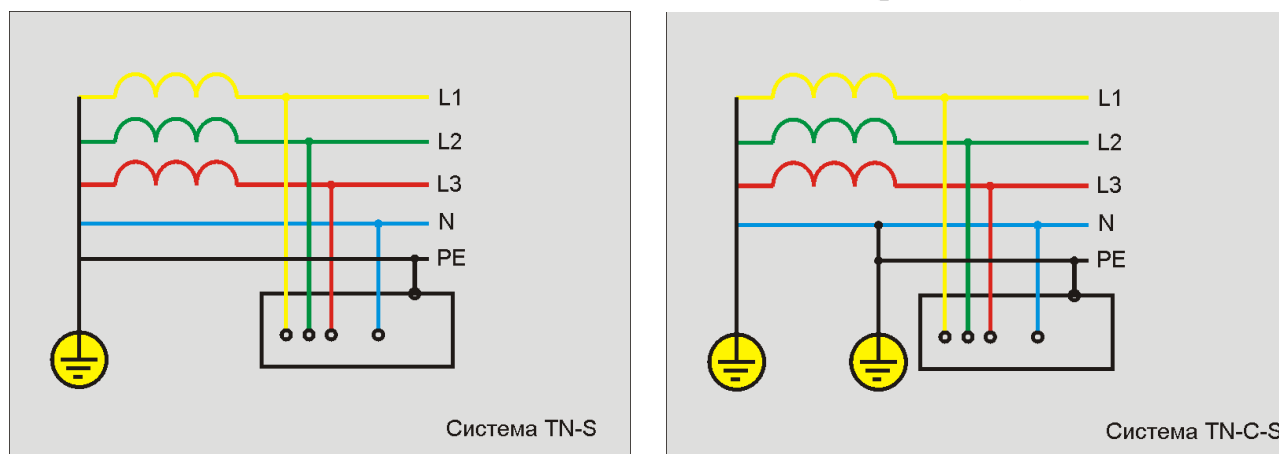 L1
L2
L3
N
PE
Система TN-S
L1
L2
L3
N
PE
Система TN-C-S